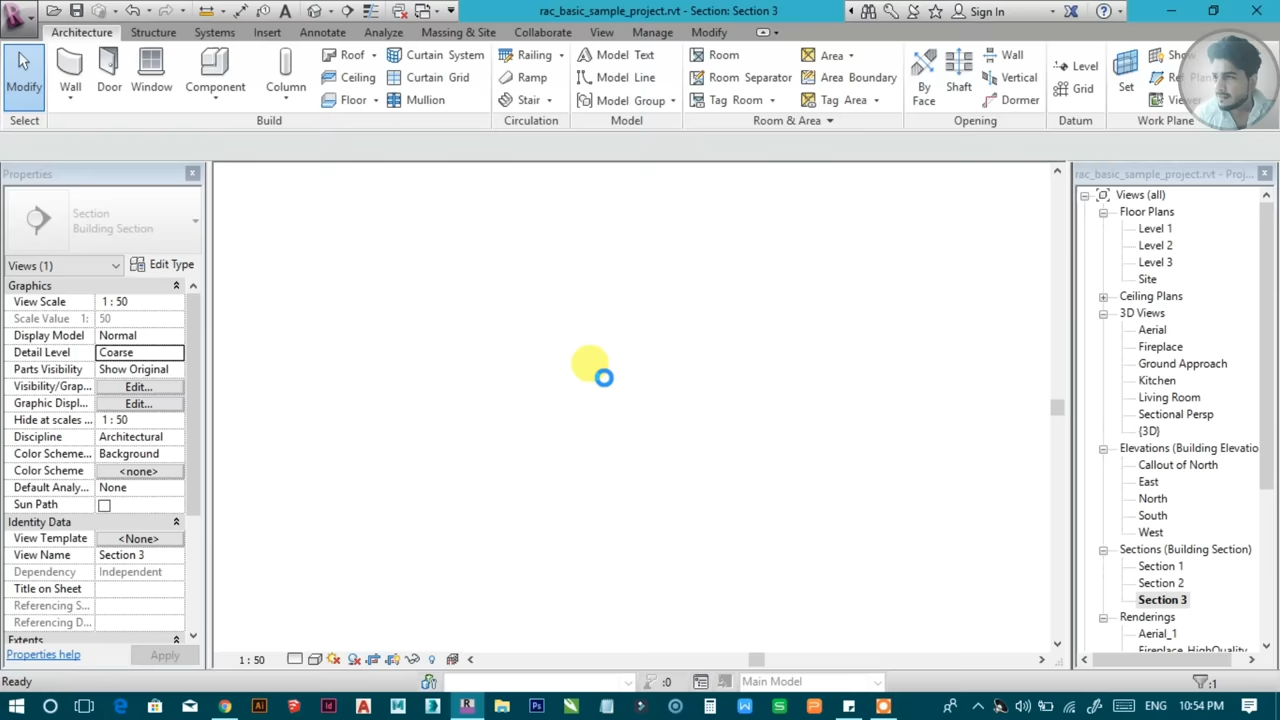 rac_basic_sample_project.rvt - Section: Section 3
Sign In
Architecture Structure Systems Insert Annotate Analyze Massing & Site Collaborate View Manage Modify
Modify Wall Door Window Component Column
Roof Curtain System Railing Model Text Room Area Wall Show
Ceiling Curtain Grid Ramp Model Line Room Separator Area Boundary By Face Shaft Vertical Level Set
Floor Mullion Stair Model Group Tag Room Tag Area Dormer Grid Viewer
Select Build Circulation Model Room & Area Opening Datum Work Plane
Properties
Section
Building Section
Views (1) Edit Type
Graphics
View Scale 1 : 50
Scale Value 1: 50
Display Model Normal
Detail Level Coarse
Parts Visibility Show Original
Visibility/Grap... Edit...
Graphic Displ... Edit...
Hide at scales ... 1 : 50
Discipline Architectural
Color Scheme... Background
Color Scheme <none>
Default Analy... None
Sun Path
Identity Data
View Template <None>
View Name Section 3
Dependency Independent
Title on Sheet
Referencing S...
Referencing D...
Extents
Properties help Apply
1 : 50
rac_basic_sample_project.rvt - Proj...
Views (all)
Floor Plans
Level 1
Level 2
Level 3
Site
Ceiling Plans
3D Views
Aerial
Fireplace
Ground Approach
Kitchen
Living Room
Sectional Persp
{3D}
Elevations (Building Elevatio
Callout of North
East
North
South
West
Sections (Building Section)
Section 1
Section 2
Section 3
Renderings
Aerial_1
Fireplace_HighQuality
Ready :0 Main Model :1
10:54 PM